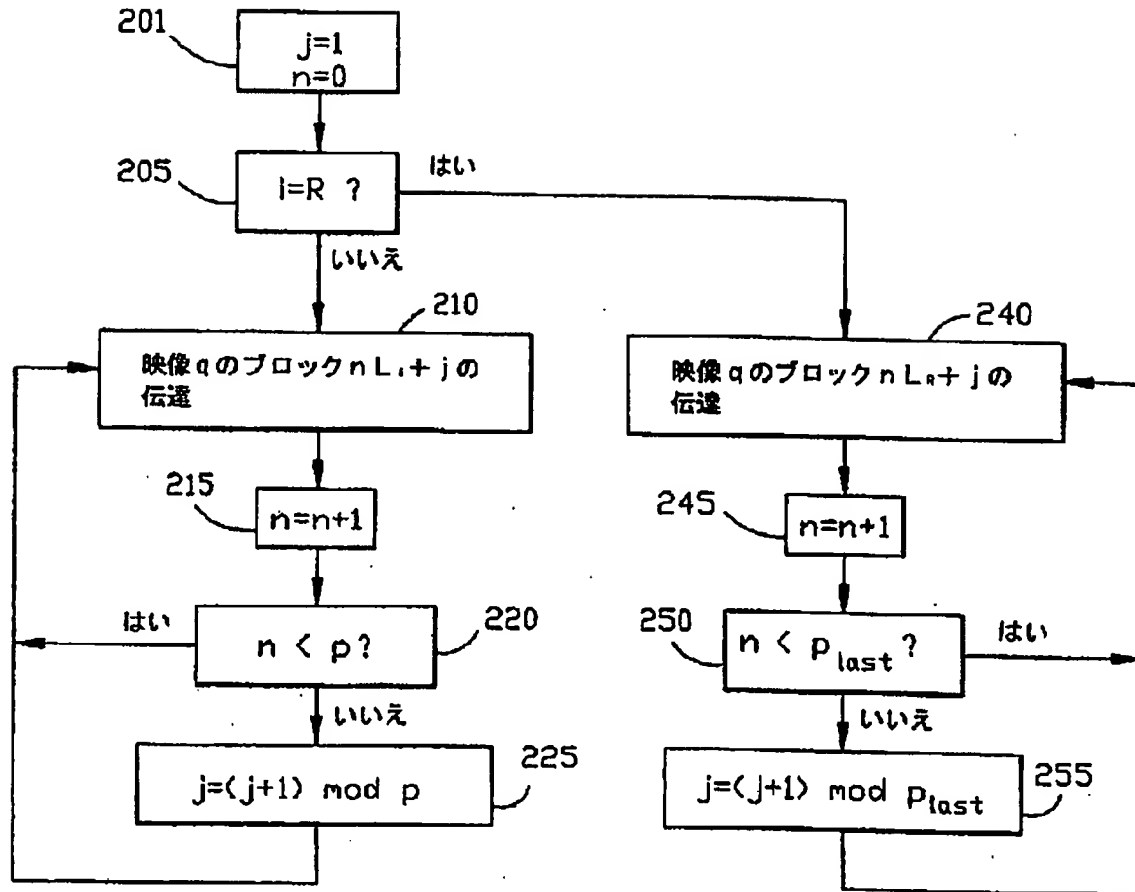 201
j=1
n=0
205
i=R ?
はい
いいえ
210
映像qのブロックnLi+jの
伝達
215
n=n+1
はい
n < p?
220
いいえ
j=(j+1) mod p
225
240
映像qのブロックnLR+jの
伝達
245
n=n+1
250
n < plast ?
はい
いいえ
j=(j+1) mod plast
255